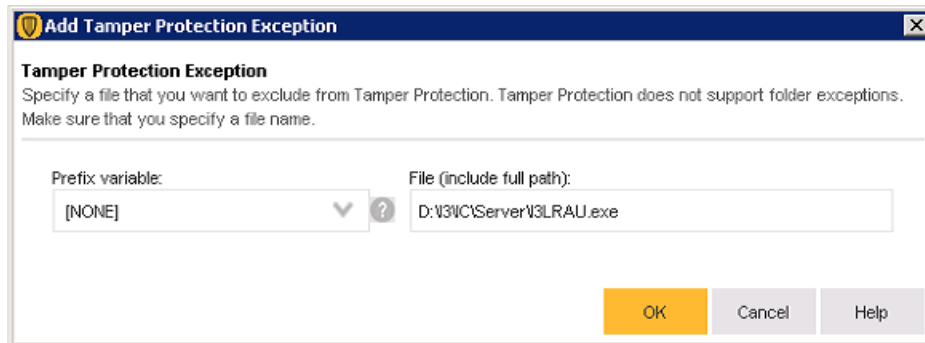 Add Tamper Protection Exception
Tamper Protection Exception
Specify a file that you want to exclude from Tamper Protection. Tamper Protection does not support folder exceptions.
Make sure that you specify a file name.
Prefix variable:
File (include full path):
[NONE]
?
D:\I3\IC\Server\I3LRAU.exe
OK
Cancel
Help